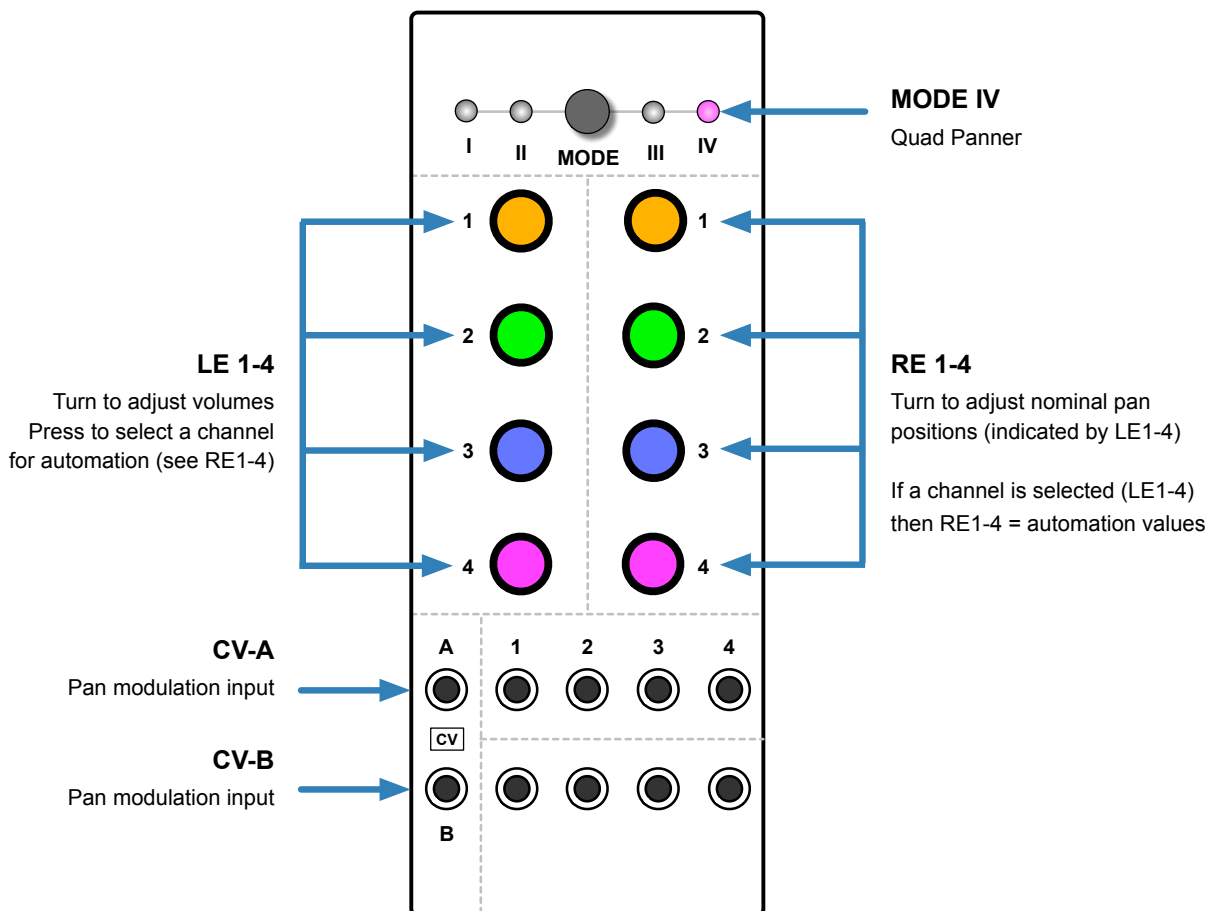 MODE IV
Quad Panner
I II MODE III IV
1 1
2 2
LE 1-4
Turn to adjust volumes
Press to select a channel
for automation (see RE1-4)
RE 1-4
Turn to adjust nominal pan
positions (indicated by LE1-4)
If a channel is selected (LE1-4)
then RE1-4 = automation values
3 3
4 4
CV-A
Pan modulation input
A 1 2 3 4
CV
CV-B
Pan modulation input
B